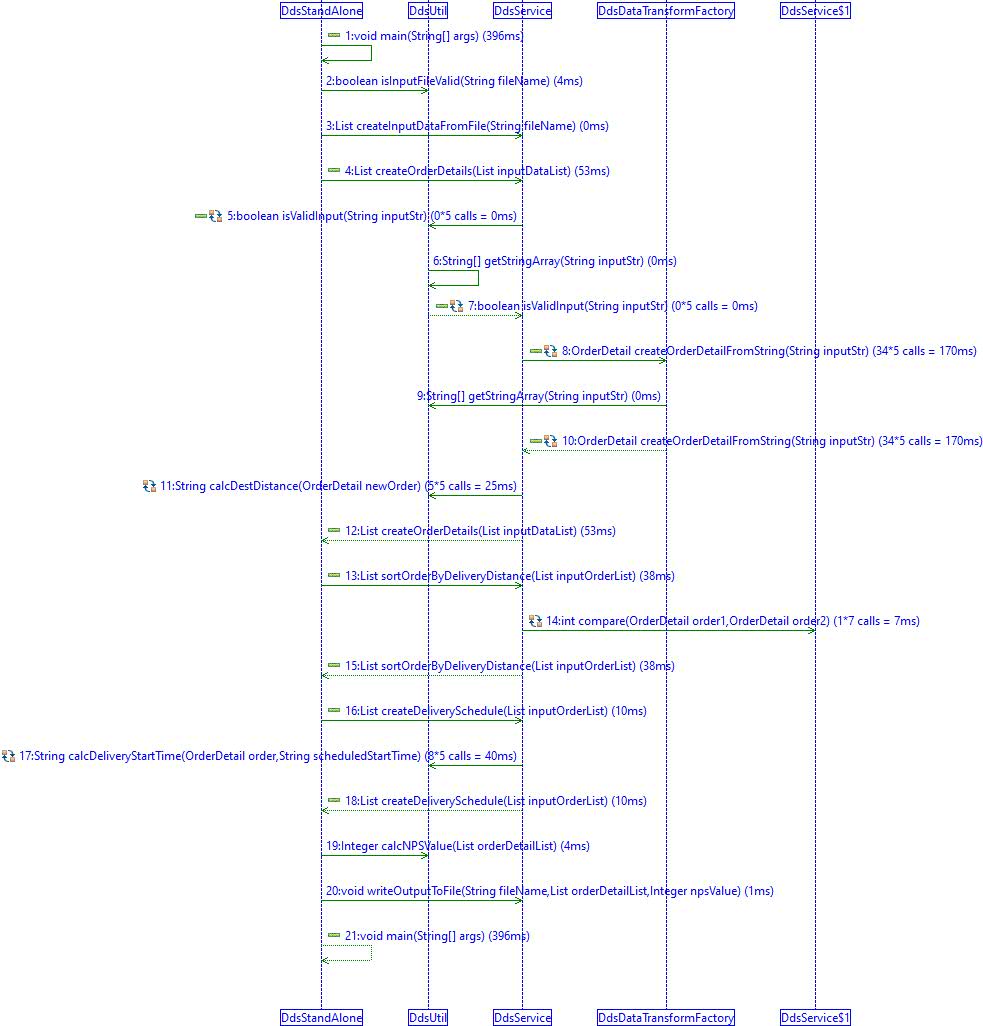 DdsStandAlone DdsUtil DdsService DdsDataTransformFactory DdsService$1
1:void main(String[] args) (396ms)
2:boolean isInputFileValid(String fileName) (4ms)
3:List createInputDataFromFile(String fileName) (0ms)
4:List createOrderDetails(List inputDataList) (53ms)
5:boolean isValidInput(String inputStr) (0*5 calls = 0ms)
6:String[] getStringArray(String inputStr) (0ms)
7:boolean isValidInput(String inputStr) (0*5 calls = 0ms)
8:OrderDetail createOrderDetailFromString(String inputStr) (34*5 calls = 170ms)
9:String[] getStringArray(String inputStr) (0ms)
10:OrderDetail createOrderDetailFromString(String inputStr) (34*5 calls = 170ms)
11:String calcDestDistance(OrderDetail newOrder) (5*5 calls = 25ms)
12:List createOrderDetails(List inputDataList) (53ms)
13:List sortOrderByDeliveryDistance(List inputOrderList) (38ms)
14:int compare(OrderDetail order1,OrderDetail order2) (1*7 calls = 7ms)
15:List sortOrderByDeliveryDistance(List inputOrderList) (38ms)
16:List createDeliverySchedule(List inputOrderList) (10ms)
17:String calcDeliveryStartTime(OrderDetail order,String scheduledStartTime) (8*5 calls = 40ms)
18:List createDeliverySchedule(List inputOrderList) (10ms)
19:Integer calcNPSValue(List orderDetailList) (4ms)
20:void writeOutputToFile(String fileName,List orderDetailList,Integer npsValue) (1ms)
21:void main(String[] args) (396ms)
DdsStandAlone DdsUtil DdsService DdsDataTransformFactory DdsService$1